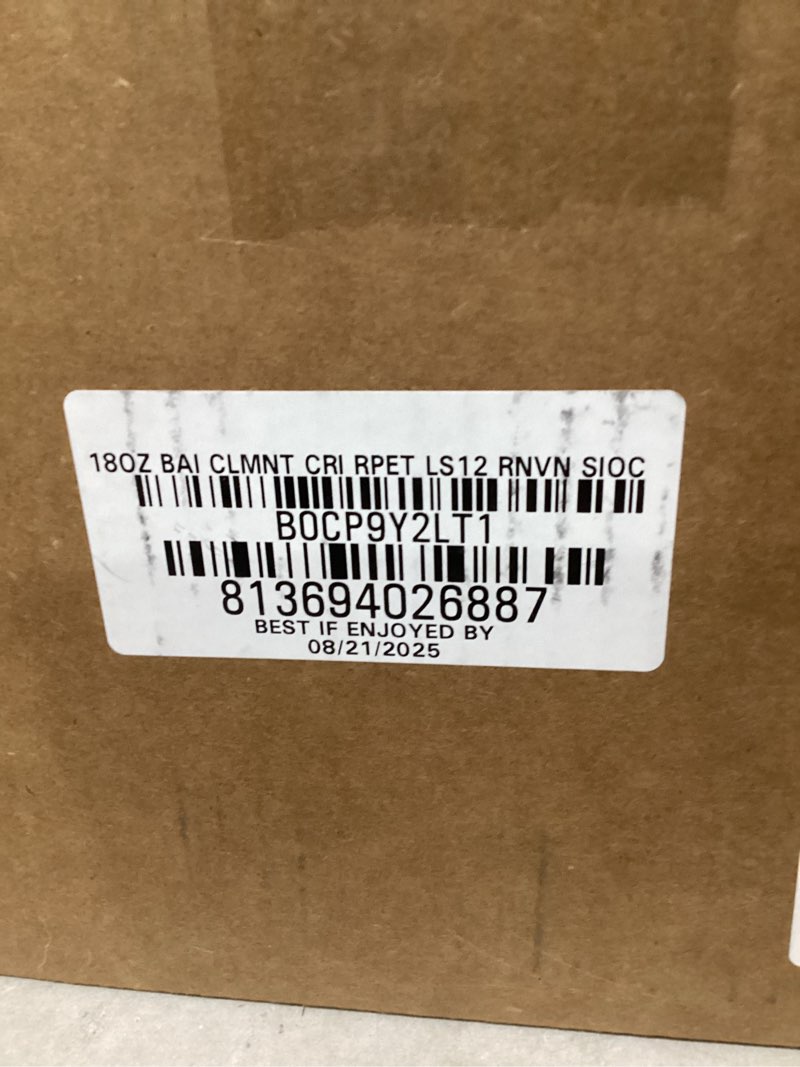 18OZ BAI CLMNT CRI RPET LS12 RNVN SIOC
B0CP9Y2LT1
813694026887
BEST IF ENJOYED BY
08/21/2025